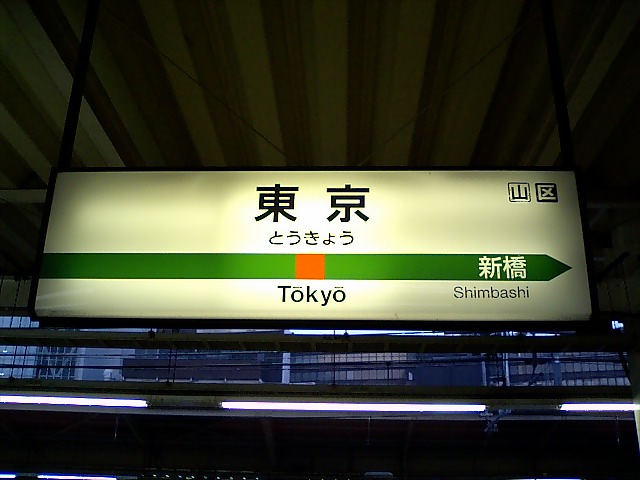 山 区
東京
とうきょう
新橋
Tōkyō
Shimbashi